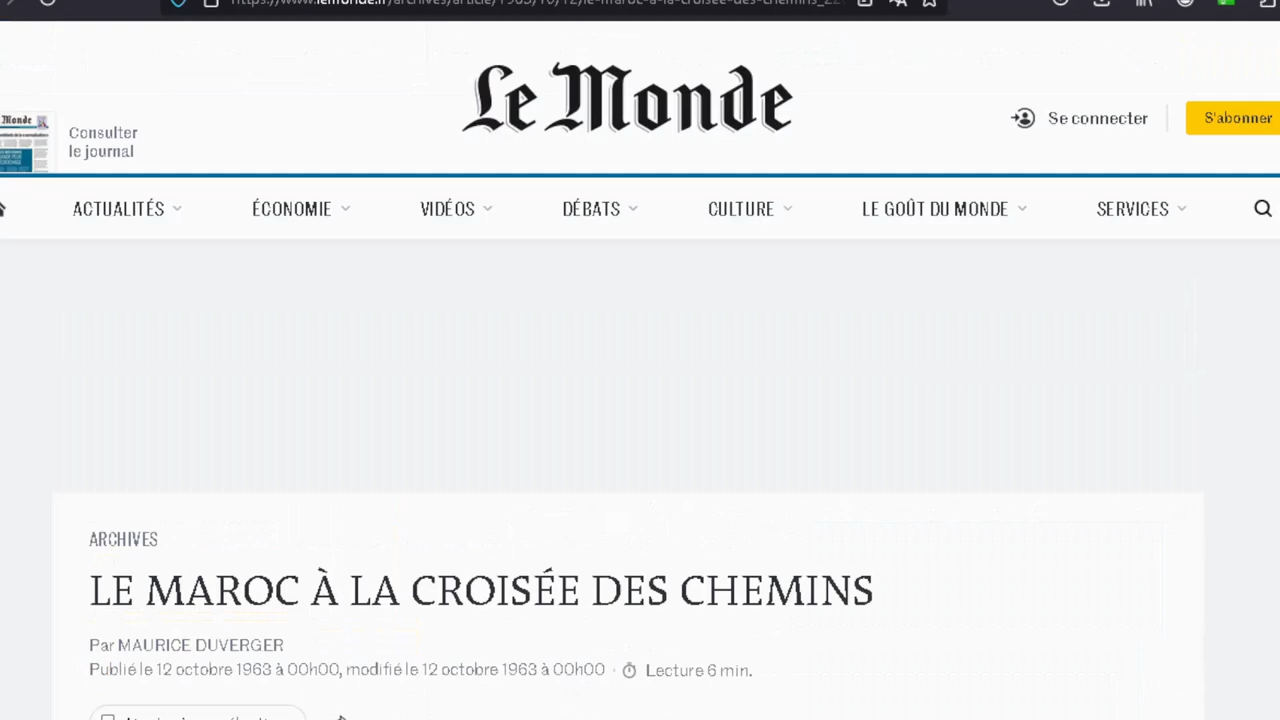 Le Monde
Monde
Consulter
le journal
Se connecter
S'abonner
ACTUALITÉS
ÉCONOMIE
VIDÉOS
DÉBATS
CULTURE
LE GOÛT DU MONDE
SERVICES
ARCHIVES
LE MAROC À LA CROISÉE DES CHEMINS
Par MAURICE DUVERGER
Publié le 12 octobre 1963 à 00h00, modifié le 12 octobre 1963 à 00h00 · Lecture 6 min.